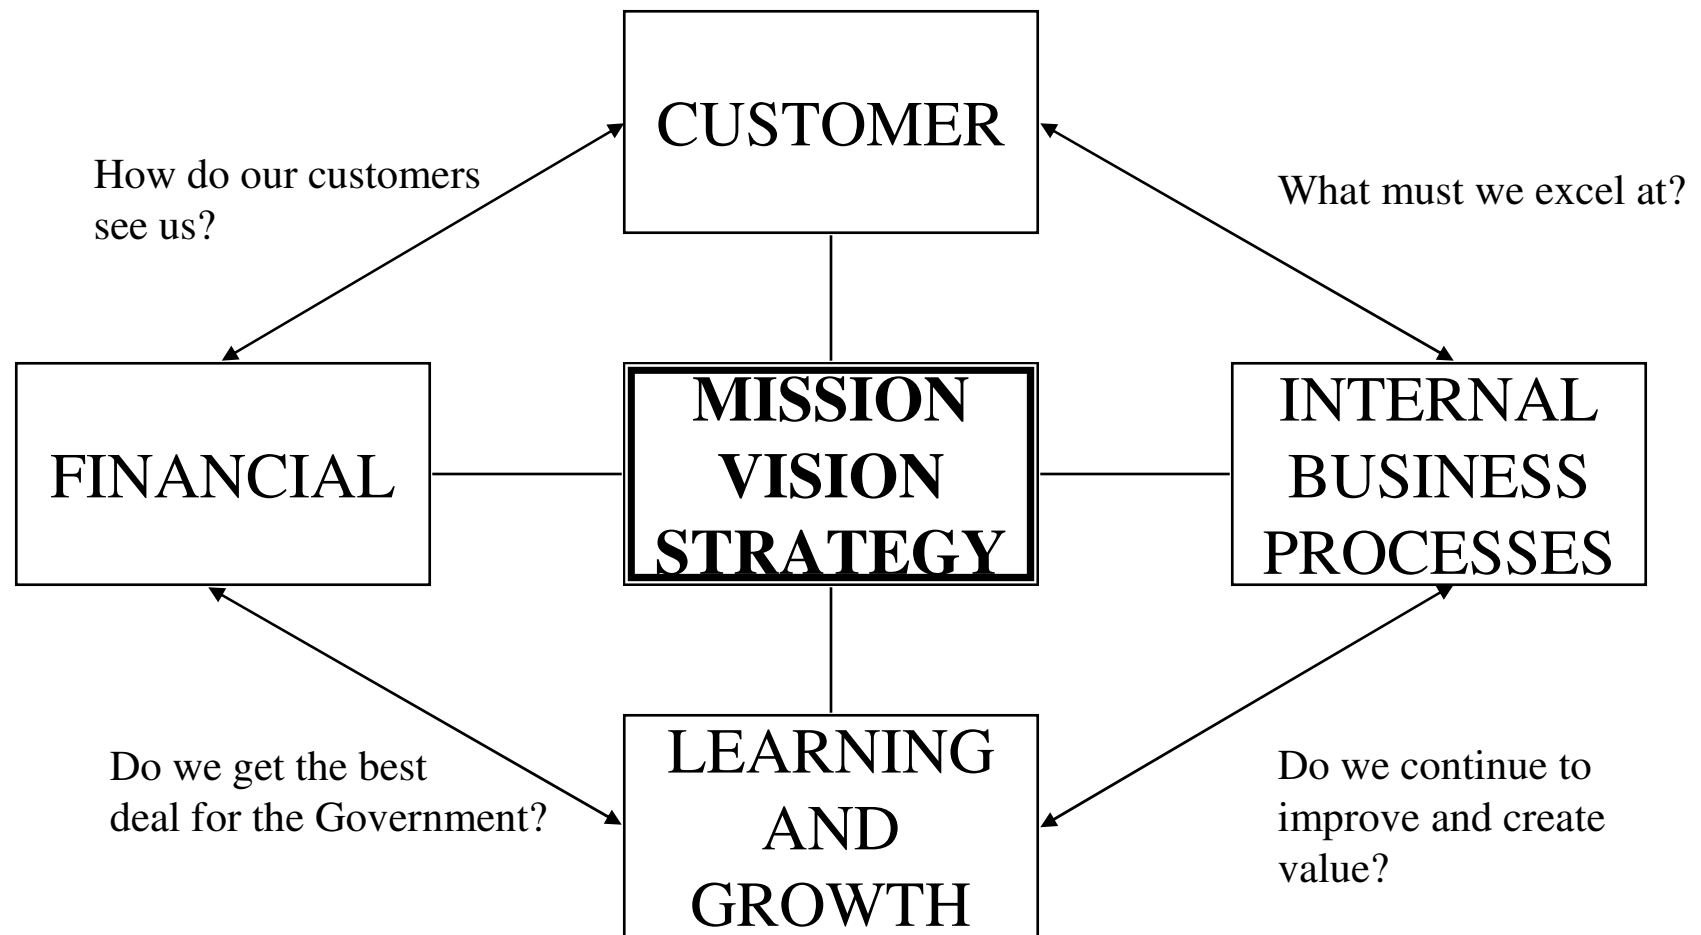 CUSTOMER
How do our customers
see us?
What must we excel at?
FINANCIAL
MISSION
VISION
STRATEGY
INTERNAL
BUSINESS
PROCESSES
Do we get the best
deal for the Government?
LEARNING
AND
GROWTH
Do we continue to
improve and create
value?